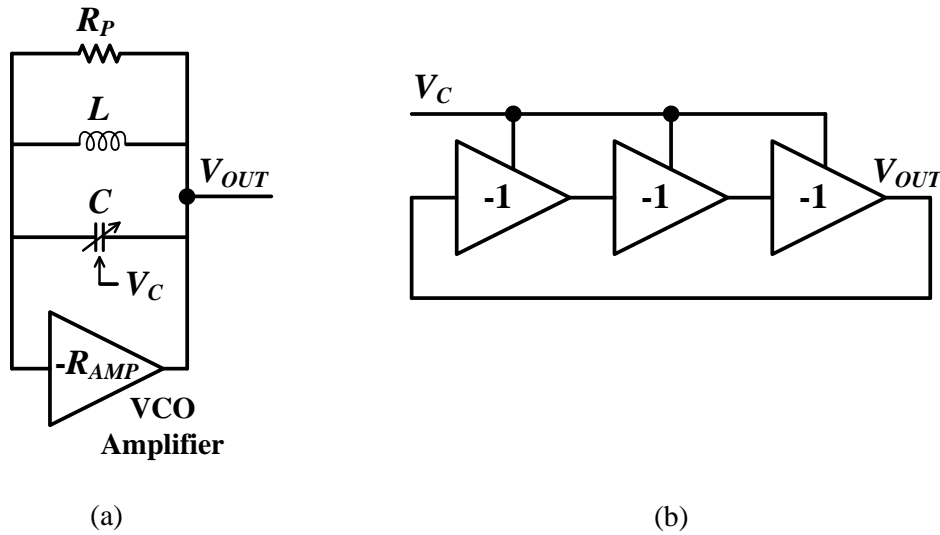 R_P
L
V_OUT
C
V_C
-R_AMP
VCO
Amplifier
(a)
V_C
-1
-1
-1
V_OUT
(b)